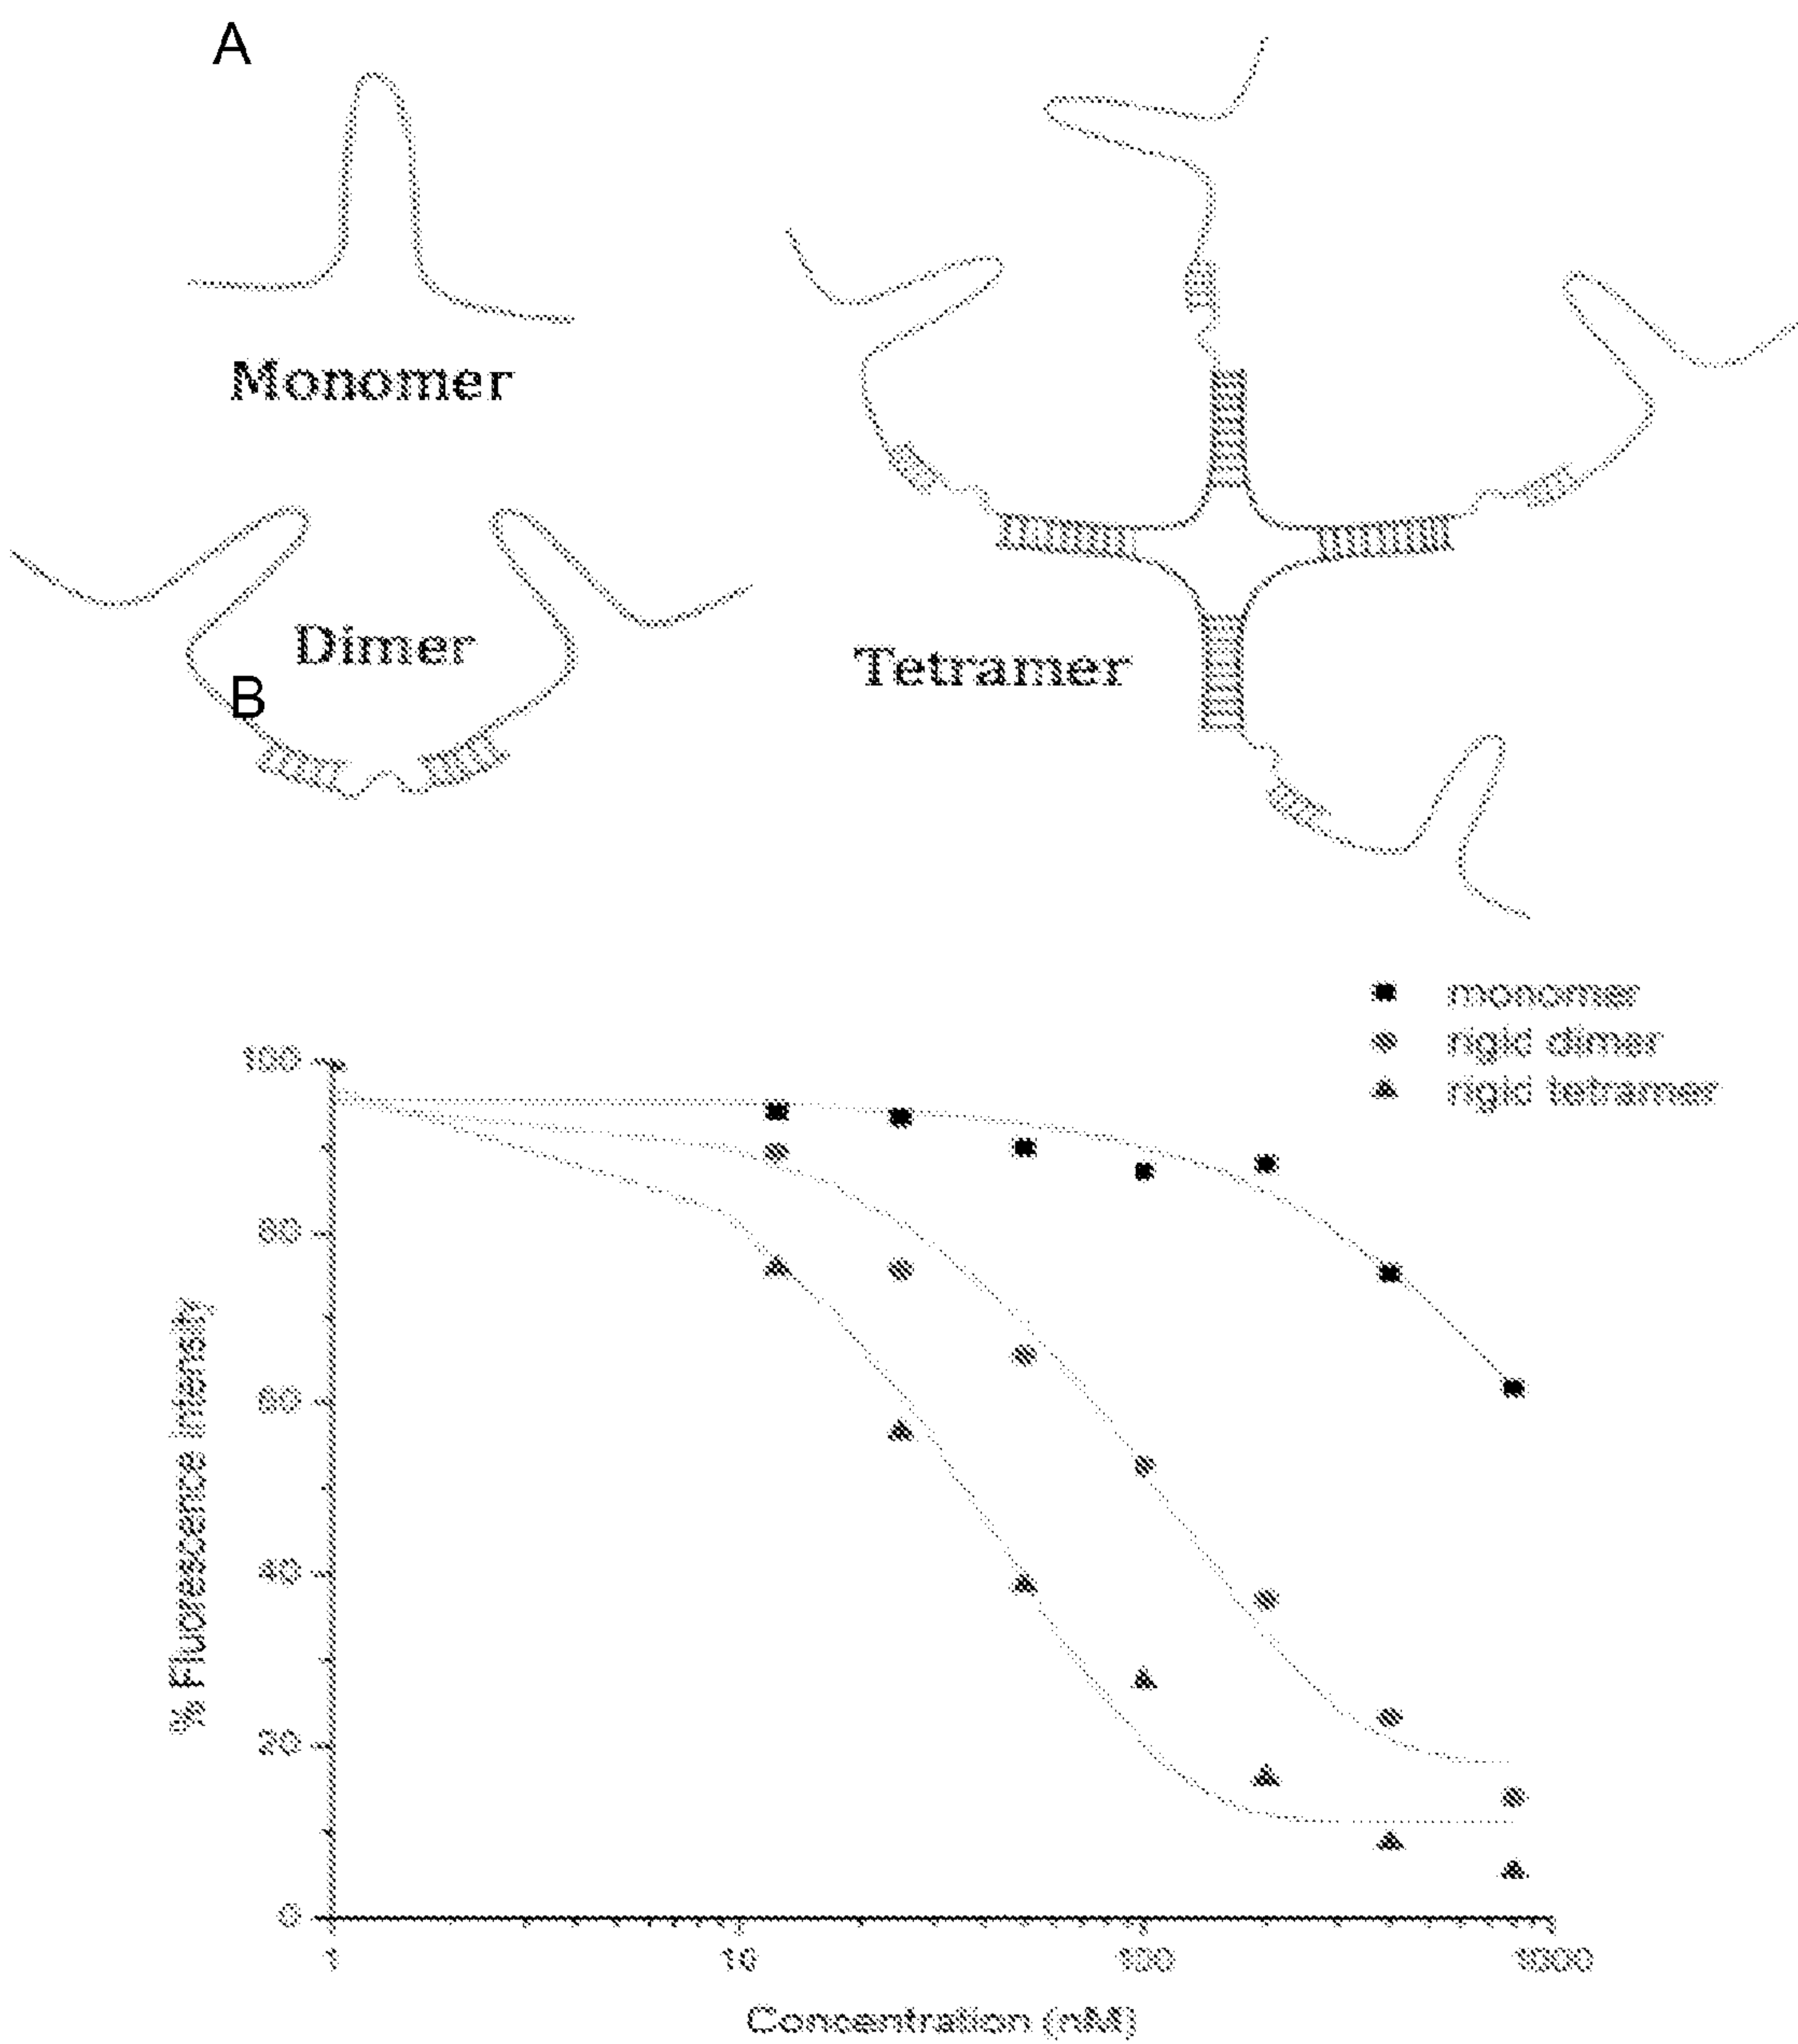 A
Monomer
Dimer
B
Tetramer
monomer
rigid dimer
rigid tetramer
100
80
60
40
20
0
% Fluorescence Intensity
1
10
100
1000
Concentration (nM)